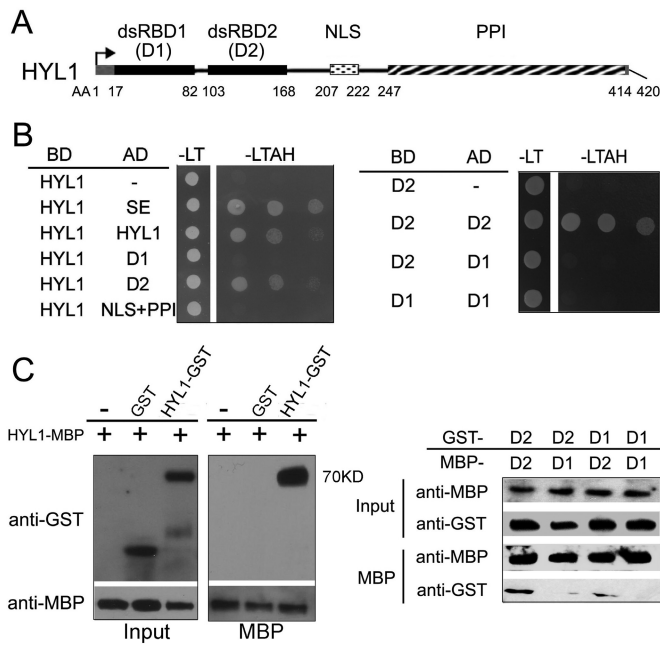 A
dsRBD1 dsRBD2 NLS PPI
(D1) (D2)
HYL1
AA1 17 82 103 168 207 222 247 414 420
B
BD AD -LT -LTAH
HYL1 -
HYL1 SE
HYL1 HYL1
HYL1 D1
HYL1 D2
HYL1 NLS+PPI
BD AD -LT -LTAH
D2 -
D2 D2
D2 D1
D1 D1
C
- GST HYL1-GST - GST HYL1-GST
HYL1-MBP + + + + + +
70KD
anti-GST
anti-MBP
Input MBP
GST- D2 D2 D1 D1
MBP- D2 D1 D2 D1
Input
anti-MBP
anti-GST
MBP
anti-MBP
anti-GST